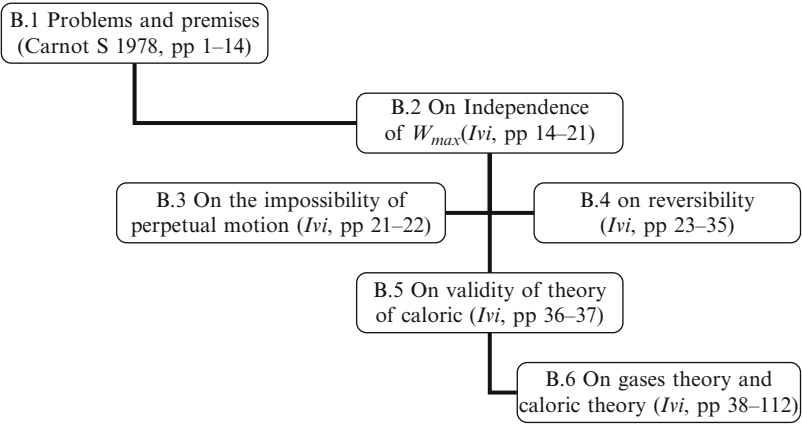 B.1 Problems and premises
(Carnot S 1978, pp 1–14)
B.2 On Independence
of Wmax(Ivi, pp 14–21)
B.3 On the impossibility of
perpetual motion (Ivi, pp 21–22)
B.4 on reversibility
(Ivi, pp 23–35)
B.5 On validity of theory
of caloric (Ivi, pp 36–37)
B.6 On gases theory and
caloric theory (Ivi, pp 38–112)